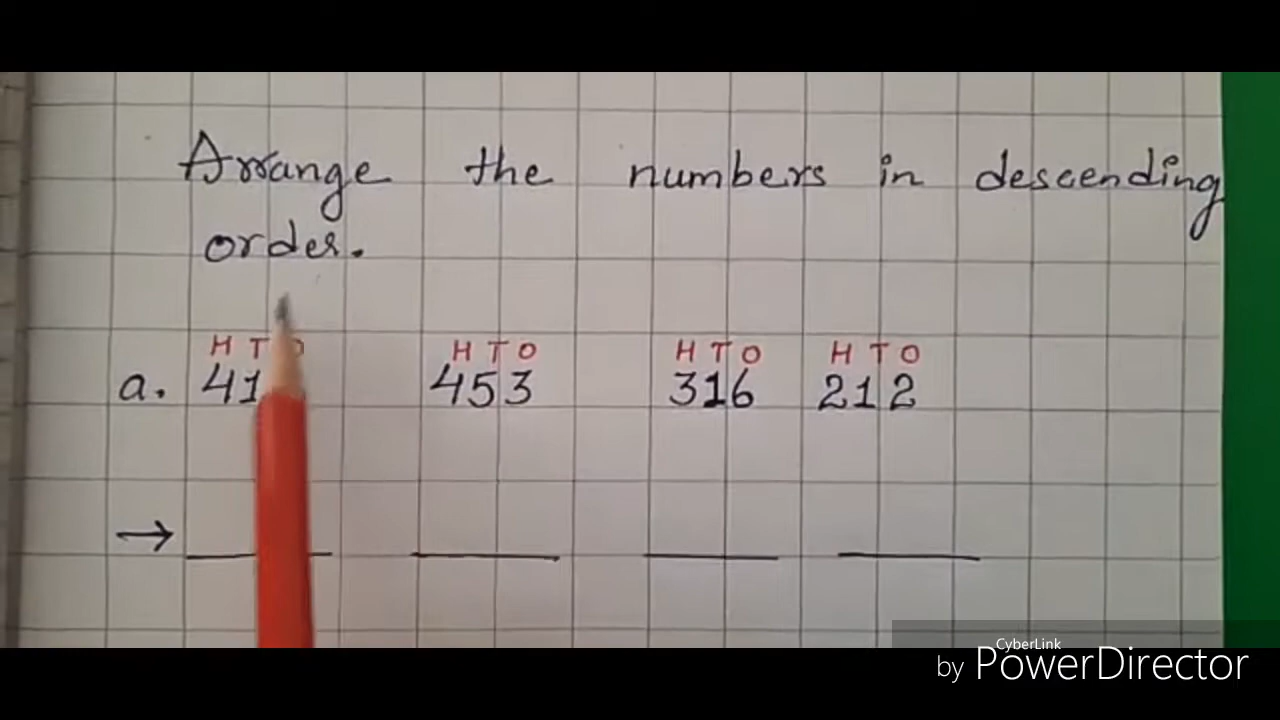 Arrange the numbers in descending
order.
H T O H T O H T O H T O
a. 41 453 316 212
→
CyberLink
by PowerDirector